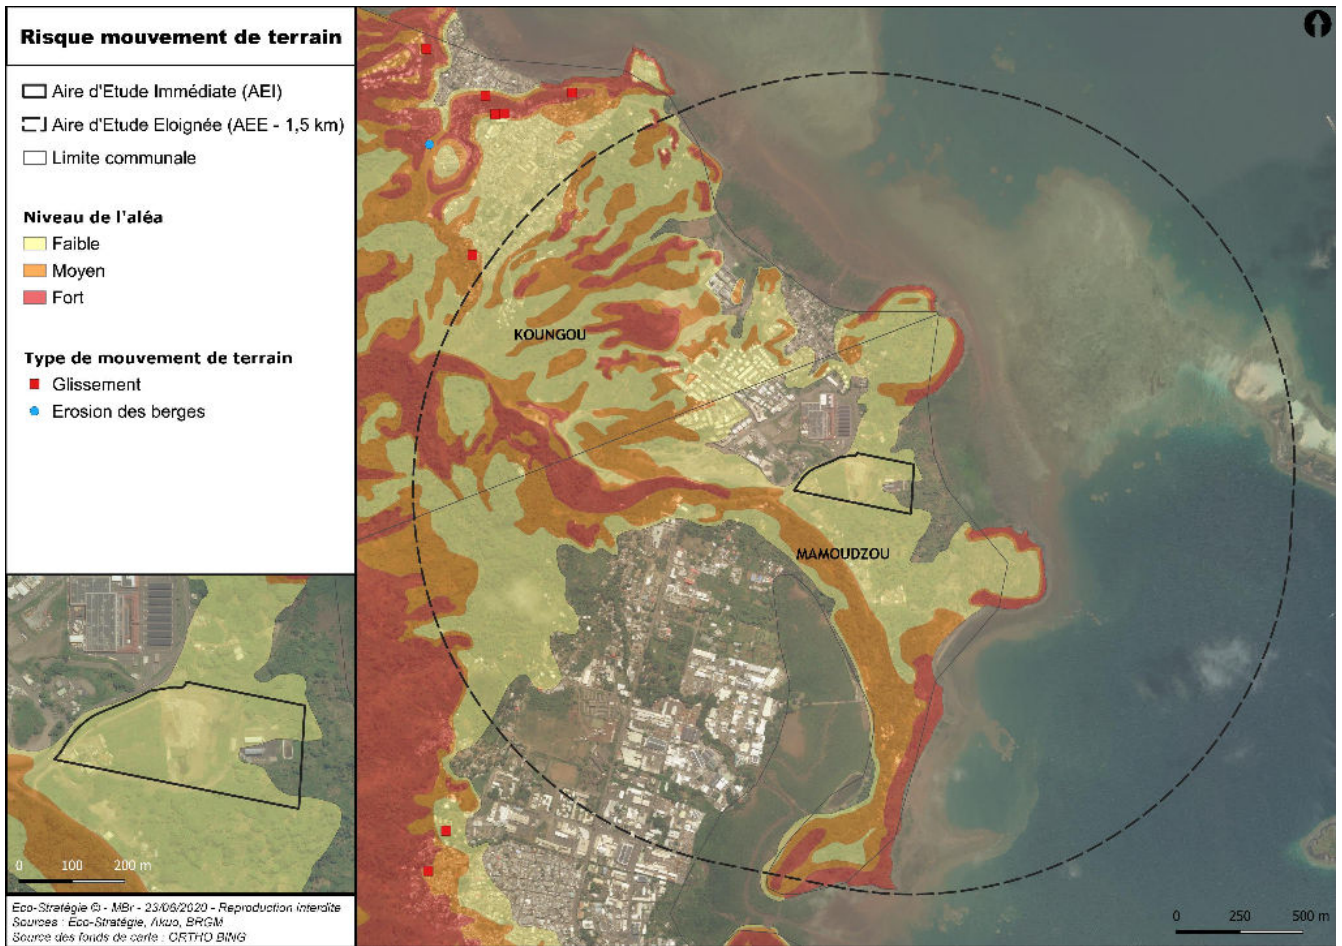 Risque mouvement de terrain
Aire d'Etude Immédiate (AEI)
Aire d'Etude Eloignée (AEE - 1,5 km)
Limite communale
Niveau de l'aléa
Faible
Moyen
Fort
Type de mouvement de terrain
Glissement
Erosion des berges
0 100 200 m
Eco-Stratégie © - MBr - 23/06/2020 - Reproduction interdite
Sources : Eco-Stratégie, Akuo, BRGM
Source des fonds de carte : ORTHO BING
KOUNGOU
MAMOUDZOU
0 250 500 m